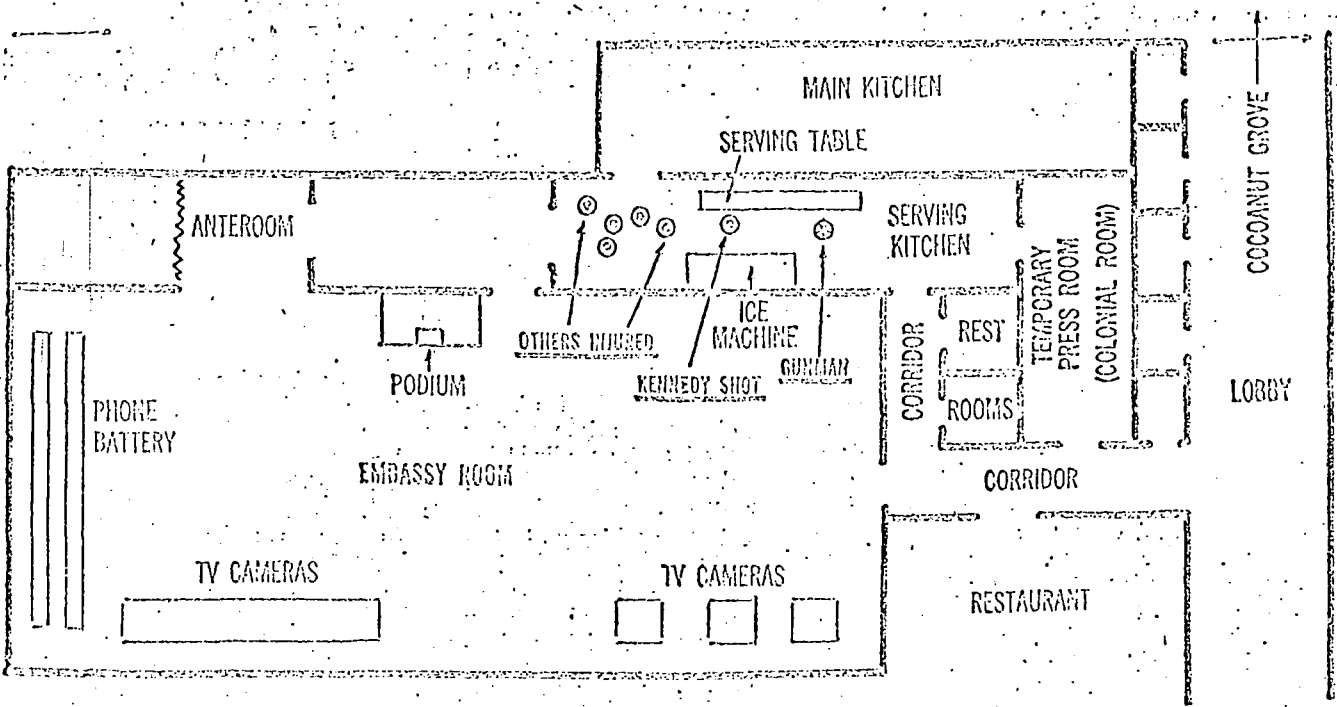 MAIN KITCHEN
SERVING TABLE
COCOANUT GROVE
ANTEROOM
SERVING
KITCHEN
TEMPORARY
PRESS ROOM
(COLONIAL ROOM)
OTHERS INJURED
ICE
MACHINE
REST
ROOMS
KENNEDY SHOT
GUNMAN
CORRIDOR
PODIUM
LOBBY
PHONE
BATTERY
EMBASSY ROOM
CORRIDOR
TV CAMERAS
TV CAMERAS
RESTAURANT